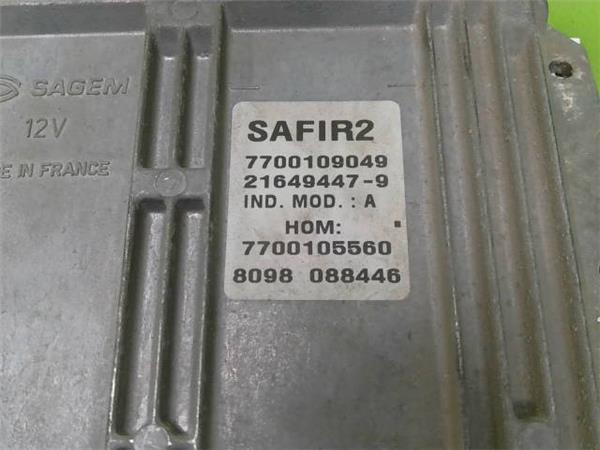 SAGEM
12V
E IN FRANCE
SAFIR2
7700109049
21649447-9
IND. MOD. : A
HOM:
7700105560
8098 088446